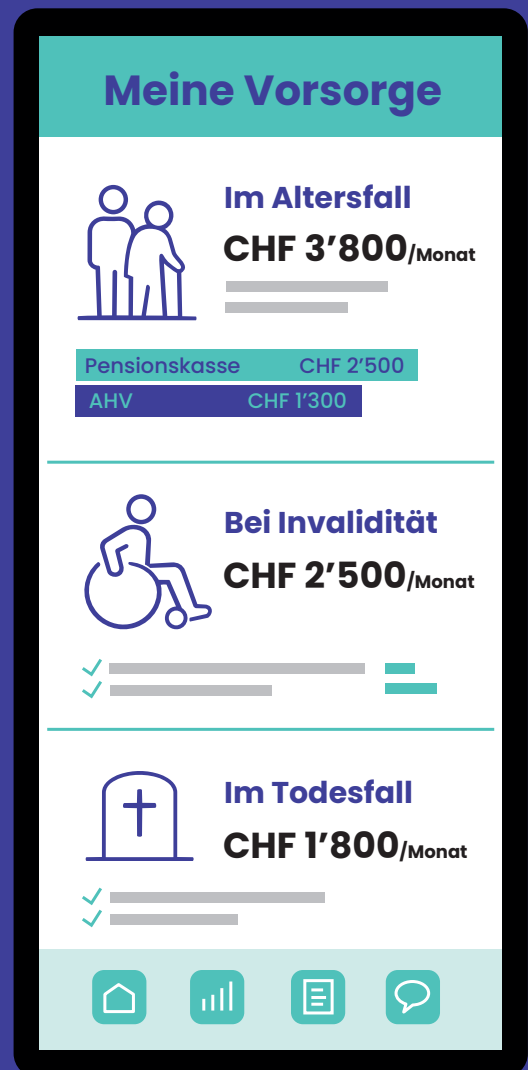 Meine Vorsorge
Im Altersfall
CHF 3’800/Monat
Pensionskasse CHF 2’500
AHV CHF 1’300
Bei Invalidität
CHF 2’500/Monat
Im Todesfall
CHF 1’800/Monat